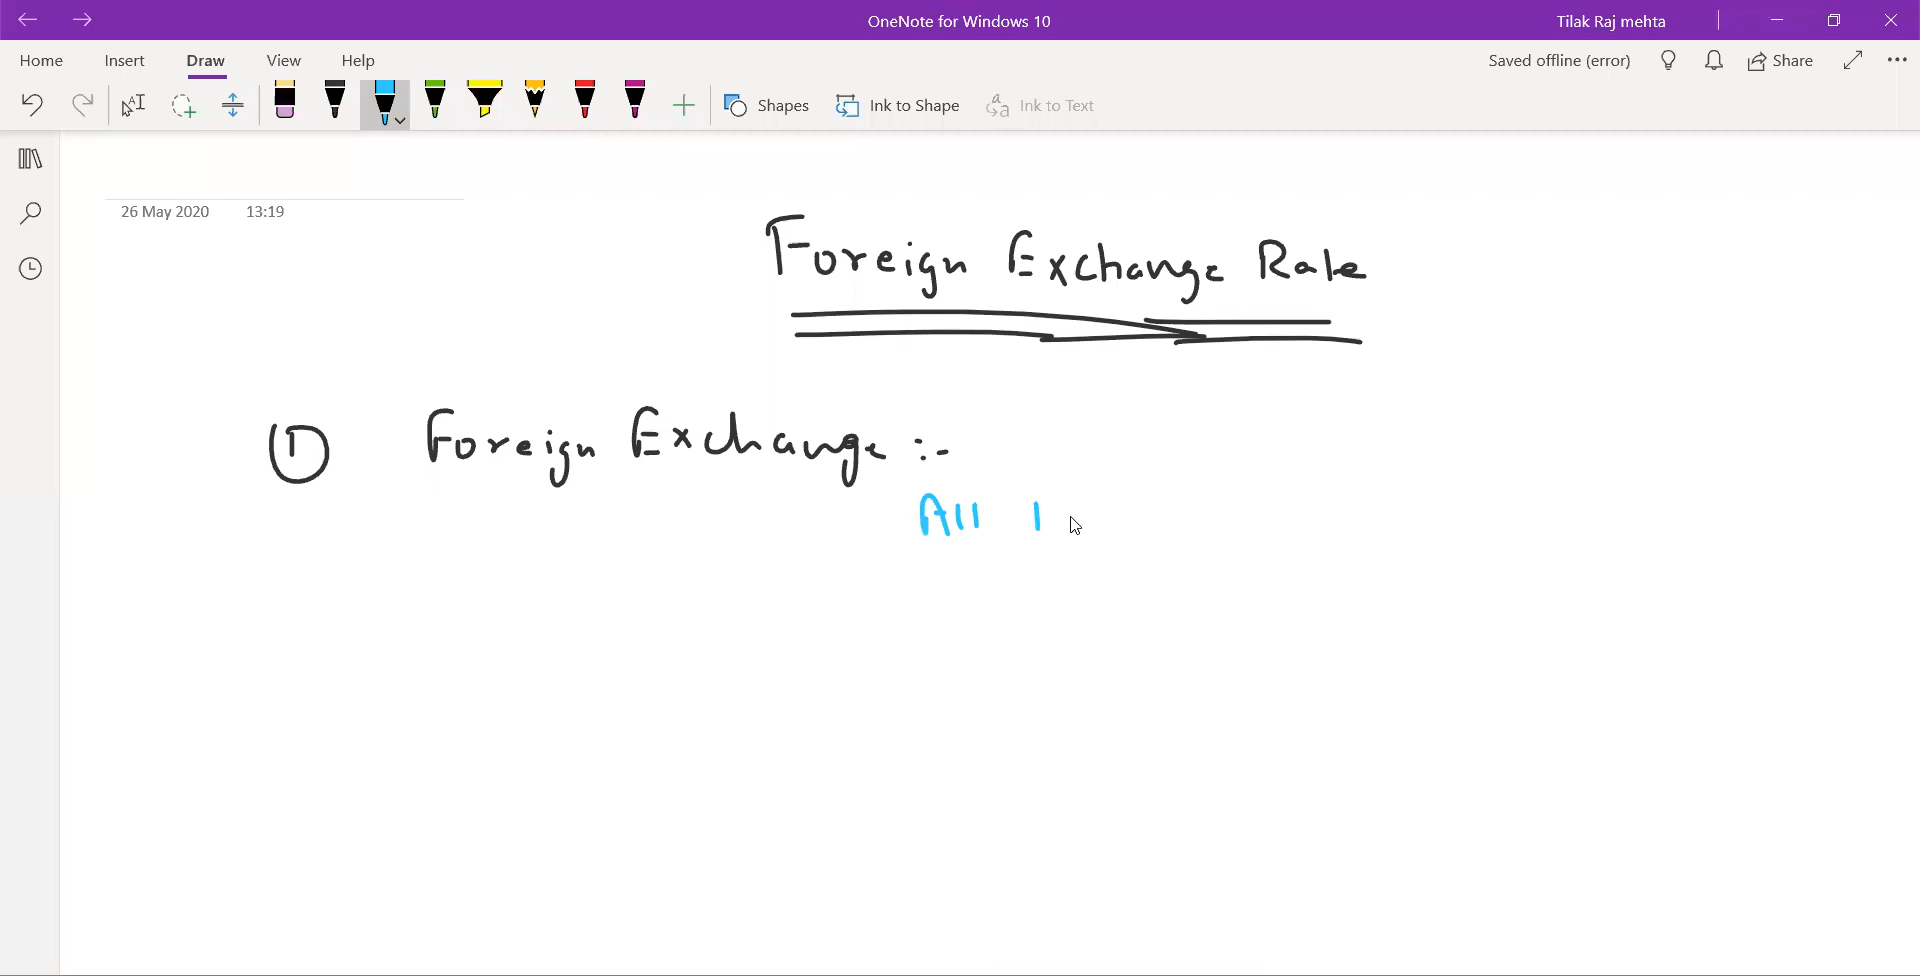 OneNote for Windows 10
Tilak Raj mehta
Home Insert Draw View Help
Saved offline (error)
Share
Shapes
Ink to Shape
Ink to Text
26 May 2020 13:19
Foreign Exchange Rate
① Foreign Exchange :-
All I